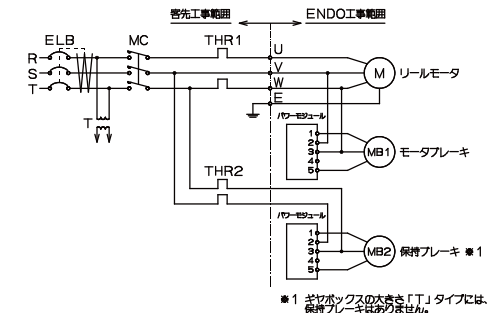 客先工事範囲
ENDO工事範囲
ELB
MC
THR1
R
S
T
U
V
W
E
M
リールモータ
T
パワーモジュール
1
2
3
4
5
MB1
モータブレーキ
THR2
パワーモジュール
1
2
3
4
5
MB2
保持ブレーキ ※1
※1 ギヤボックスの大きさ「T」タイプには、
保持ブレーキはありません。